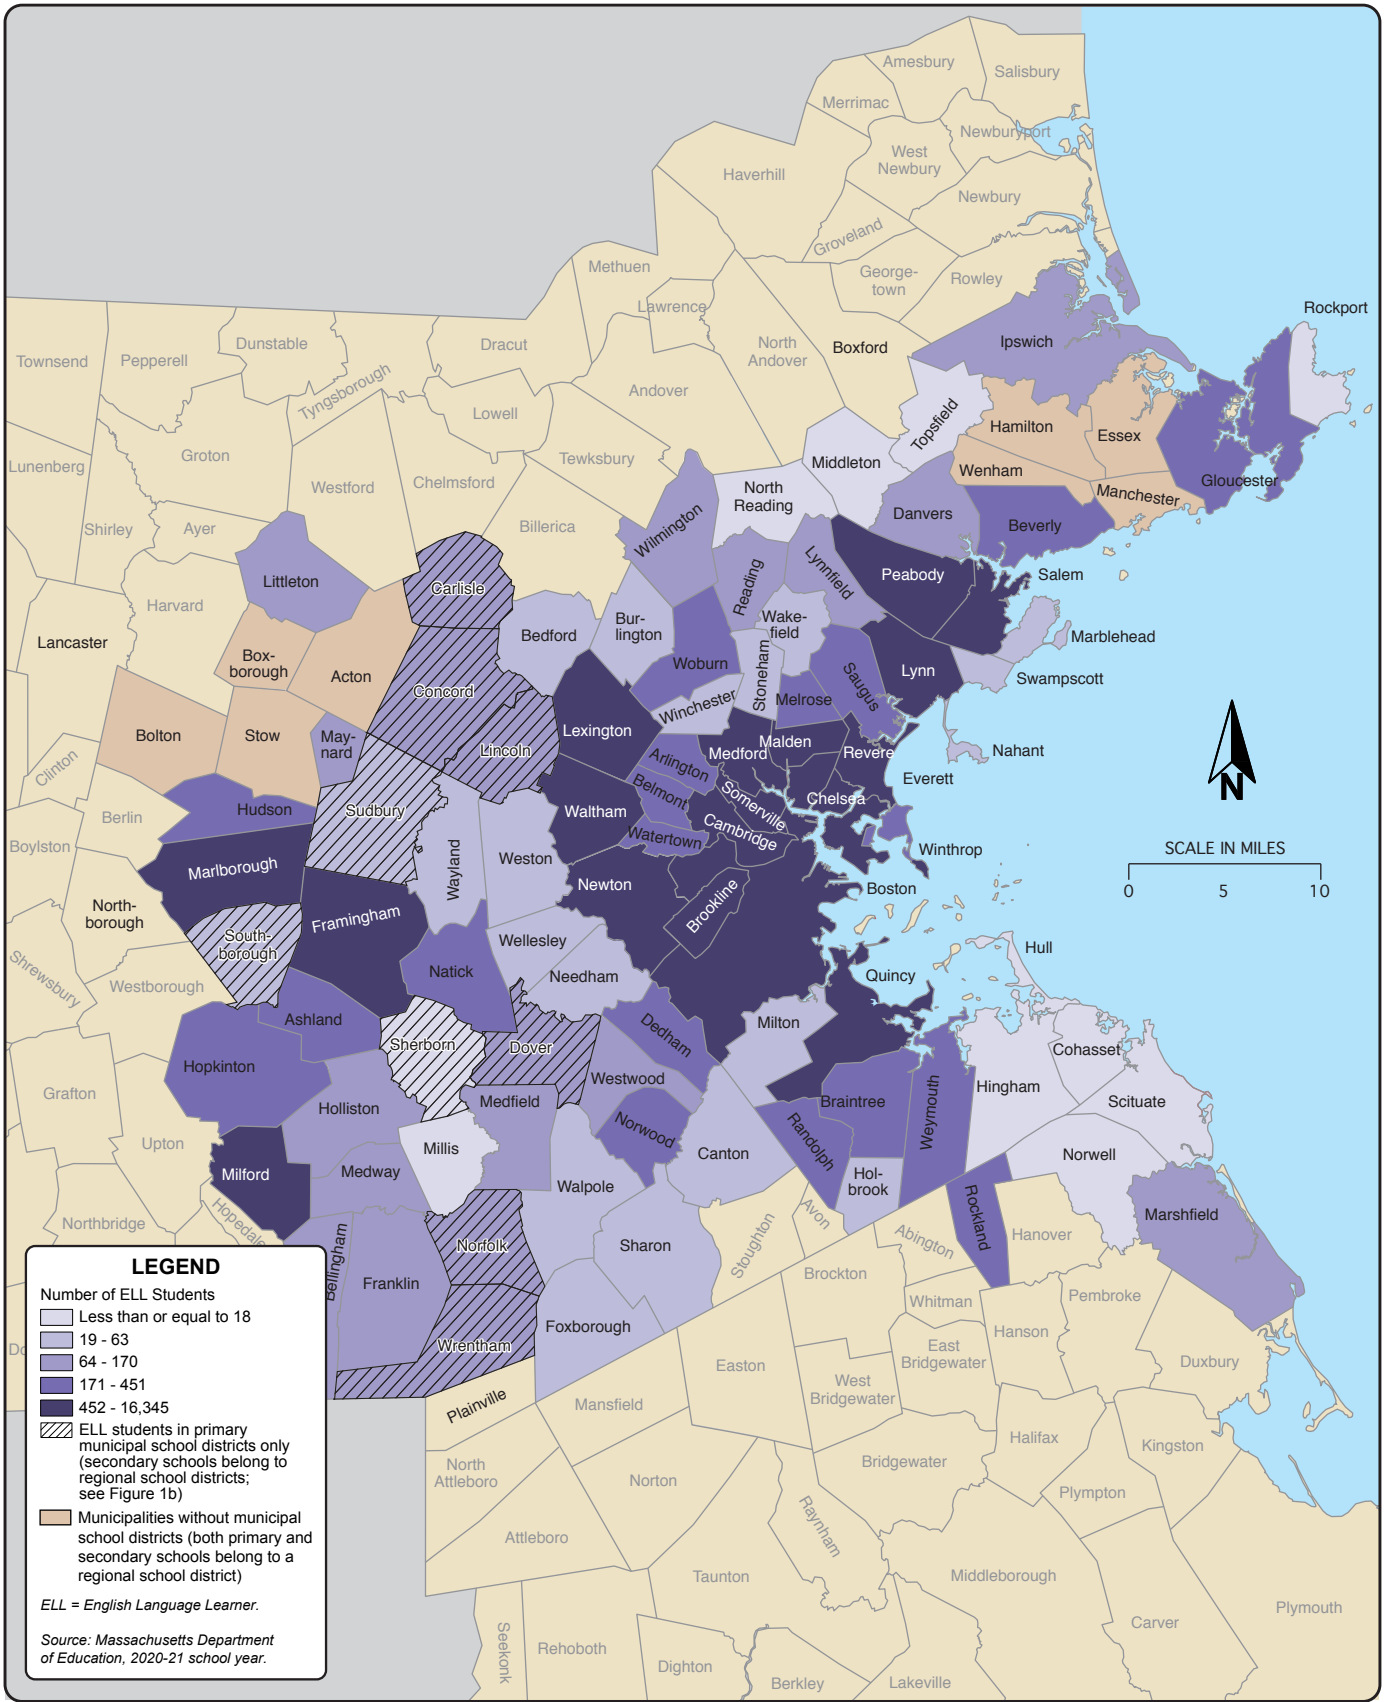 Amesbury
Salisbury
Merrimac
Newburyport
West
Newbury
Haverhill
Newbury
Groveland
Methuen
George-
town
Rowley
Lawrence
Rockport
Ipswich
Dunstable
Dracut
North
Andover
Boxford
Townsend
Pepperell
Tyngsborough
Andover
Lowell
Topsfield
Hamilton
Essex
Groton
Tewksbury
Middleton
Lunenberg
Wenham
Westford
Chelmsford
Gloucester
North
Reading
Manchester
Danvers
Beverly
Shirley
Ayer
Billerica
Wilmington
Littleton
Carlisle
Reading
Lynnfield
Peabody
Salem
Harvard
Lancaster
Bedford
Bur-
lington
Wake-
field
Marblehead
Box-
borough
Acton
Woburn
Stoneham
Lynn
Swampscott
Concord
Saugus
Winchester
Melrose
Bolton
Stow
May-
nard
Lexington
Lincoln
Malden
Medford
Revere
Nahant
Clinton
Arlington
Everett
Belmont
Somerville
Chelsea
Berlin
Hudson
Sudbury
Waltham
Cambridge
Watertown
Winthrop
Boylston
Marlborough
Wayland
Weston
N
SCALE IN MILES
0
5
10
Newton
Boston
Brookline
North-
borough
Framingham
South-
borough
Wellesley
Hull
Shrewsbury
Westborough
Natick
Needham
Quincy
Ashland
Milton
Sherborn
Dover
Dedham
Cohasset
Hopkinton
Westwood
Hingham
Grafton
Holliston
Medfield
Braintree
Weymouth
Scituate
Upton
Norwood
Randolph
Millis
Canton
Norwell
Milford
Medway
Walpole
Hol-
brook
Northbridge
Hopedale
Avon
Rockland
Marshfield
Stoughton
Abington
Hanover
Norfolk
Sharon
Bellingham
Franklin
Brockton
Whitman
Pembroke
Foxborough
Wrentham
Hanson
East
Bridgewater
Easton
Duxbury
Do
West
Bridgewater
Plainville
Mansfield
Halifax
Kingston
North
Attleboro
Norton
Bridgewater
Plympton
Attleboro
Raynham
Taunton
Middleborough
Plymouth
Carver
Seekonk
Rehoboth
Dighton
Berkley
Lakeville
LEGEND
Number of ELL Students
Less than or equal to 18
19 - 63
64 - 170
171 - 451
452 - 16,345
ELL students in primary
municipal school districts only
(secondary schools belong to
regional school districts;
see Figure 1b)
Municipalities without municipal
school districts (both primary and
secondary schools belong to a
regional school district)
ELL = English Language Learner.
Source: Massachusetts Department
of Education, 2020-21 school year.